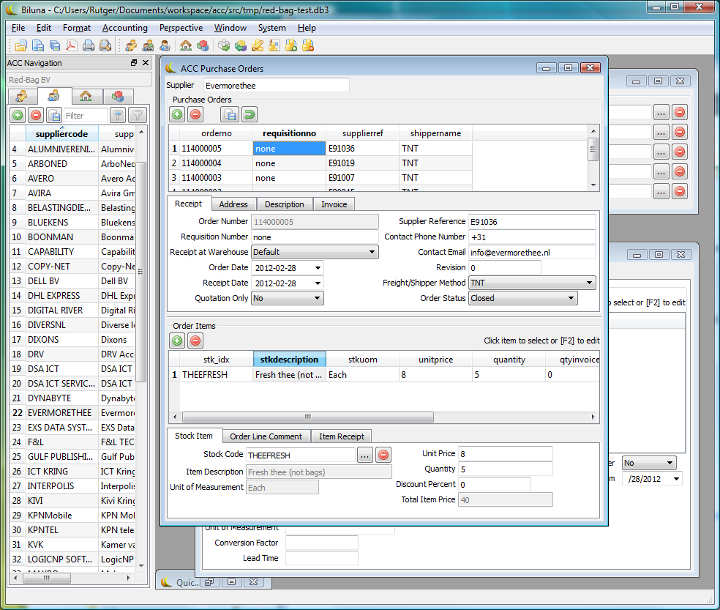 Biluna - C:/Users/Rutger/Documents/workspace/acc/src/tmp/red-bag-test.db3
File Edit Format Accounting Perspective Window System Help
ACC Navigation
Red-Bag BV
Filter
suppliercode supp
4 ALUMNIVERENI... Alumniv
5 ARBONED ArboNed
6 AVERO Avero Ac
7 AVIRA Avira Gm
8 BELASTINGDIE... Belasting
9 BLUEKENS Bluekens
10 BOONMAN Boonma
11 CAPABILITY Capabilit
12 COPY-NET Copy-Ne
13 DELL BV Dell BV
14 DHL EXPRESS DHL Exp
15 DIGITAL RIVER Digital Ri
16 DIVERSNL Diverse l
17 DIXONS Dixons
18 DRV DRV Acc
19 DSA ICT DSA ICT
20 DSA ICT SERVIC... DSA ICT
21 DYNABYTE Dynabyte
22 EVERMORETHEE Evermore
23 EXS DATA SYST... EXS Data
24 F&L F&L TEC
25 GULF PUBLISHI... Gulf Pub
26 ICT KRING ICT Kring
27 INTERPOLIS Interpolis
28 KIVI Kivi Kring
29 KPNMobile KPN Mob
30 KPNTEL KPN tele
31 KVK Kamer va
32 LOGICNP SOFT... LogicNP
ACC Purchase Orders
Supplier Evermorethee
Purchase Orders
orderno requisitionno supplierref shippername
1 114000005 none E91036 TNT
2 114000004 none E91019 TNT
3 114000003 none E91007 TNT
Receipt Address Description Invoice
Order Number 114000005 Supplier Reference E91036
Requisition Number none Contact Phone Number +31
Receipt at Warehouse Default Contact Email info@evermorethee.nl
Order Date 2012-02-28 Revision 0
Receipt Date 2012-02-28 Freight/Shipper Method TNT
Quotation Only No Order Status Closed
Order Items
Click item to select or [F2] to edit
stk_idx stkdescription stkuom unitprice quantity qtyinvoice
1 THEEFRESH Fresh thee (not ... Each 8 5 0
Stock Item Order Line Comment Item Receipt
Stock Code THEEFRESH ... Unit Price 8
Item Description Fresh thee (not bags) Quantity 5
Unit of Measurement Each Discount Percent 0
Total Item Price 40
to select or [F2] to edit
er No
m /28/2012
Unit of Measurement
Conversion Factor
Lead Time
Quic...